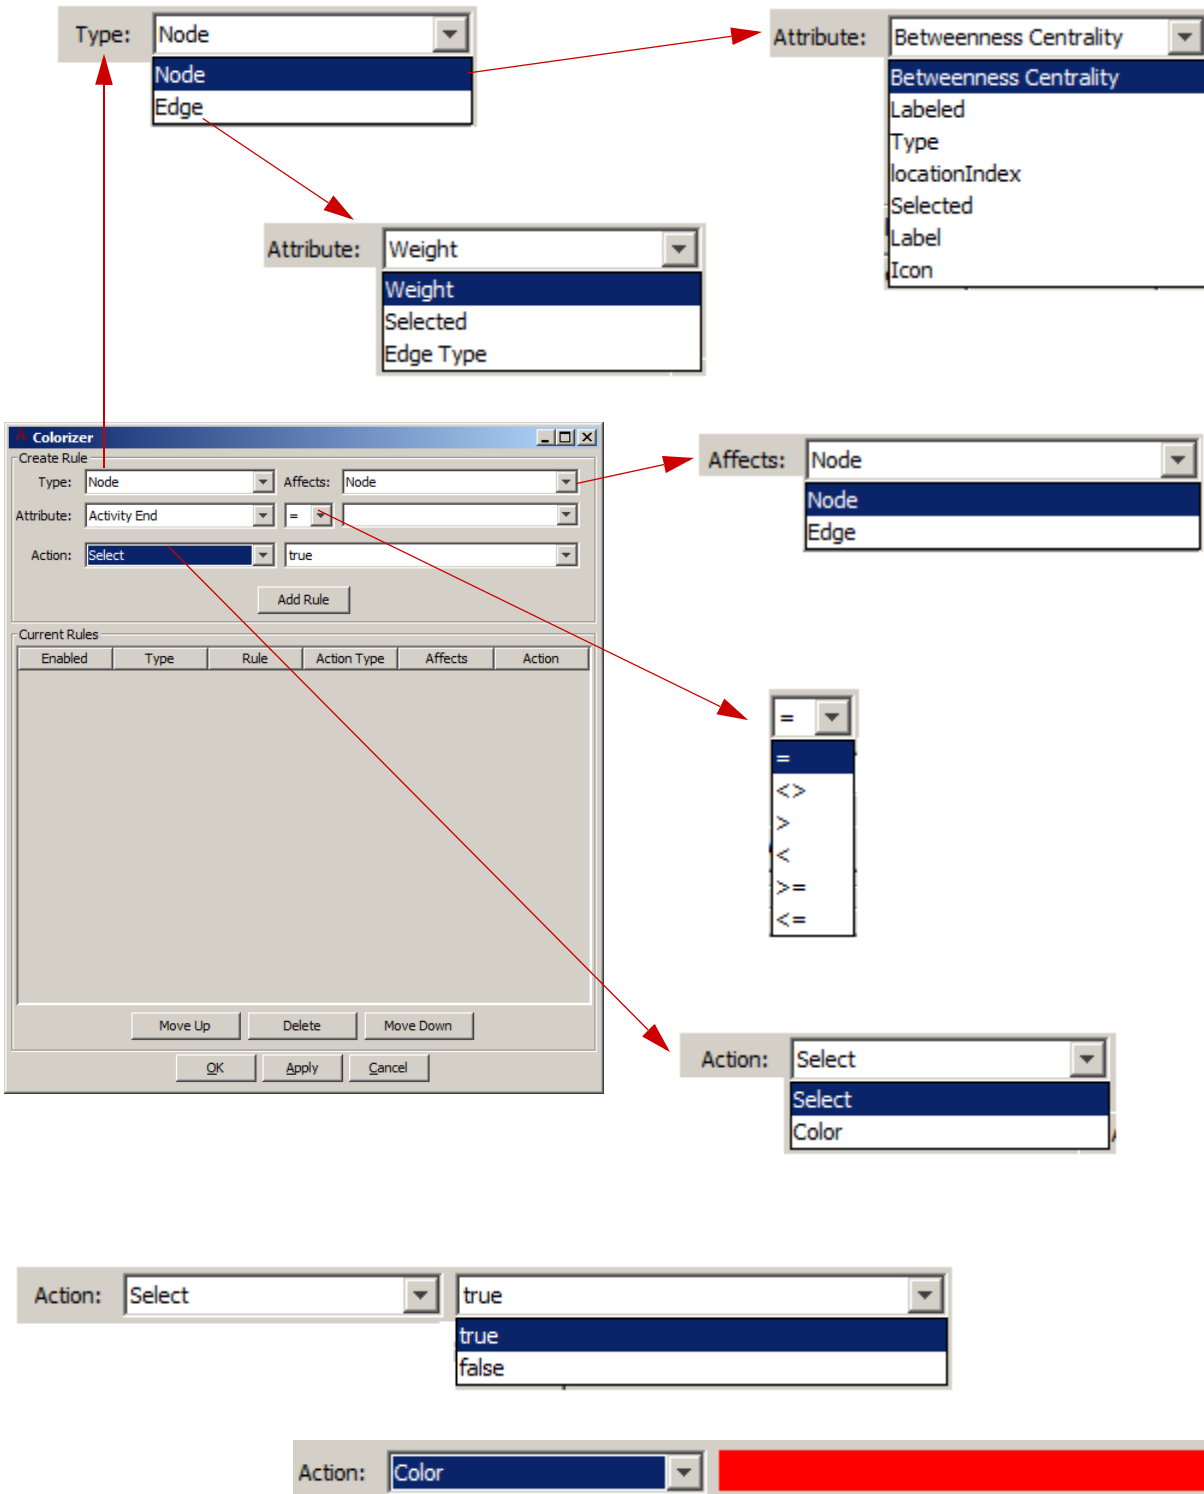 Type: Node
Node
Edge
Attribute: Betweenness Centrality
Betweenness Centrality
Labeled
Type
locationIndex
Selected
Label
Icon
Attribute: Weight
Weight
Selected
Edge Type
Colorizer
Create Rule
Type: Node Affects: Node
Attribute: Activity End =
Action: Select true
Add Rule
Current Rules
Enabled Type Rule Action Type Affects Action
Move Up Delete Move Down
OK Apply Cancel
Affects: Node
Node
Edge
=
=
<>
>
<
>=
<=
Action: Select
Select
Color
Action: Select true
true
false
Action: Color